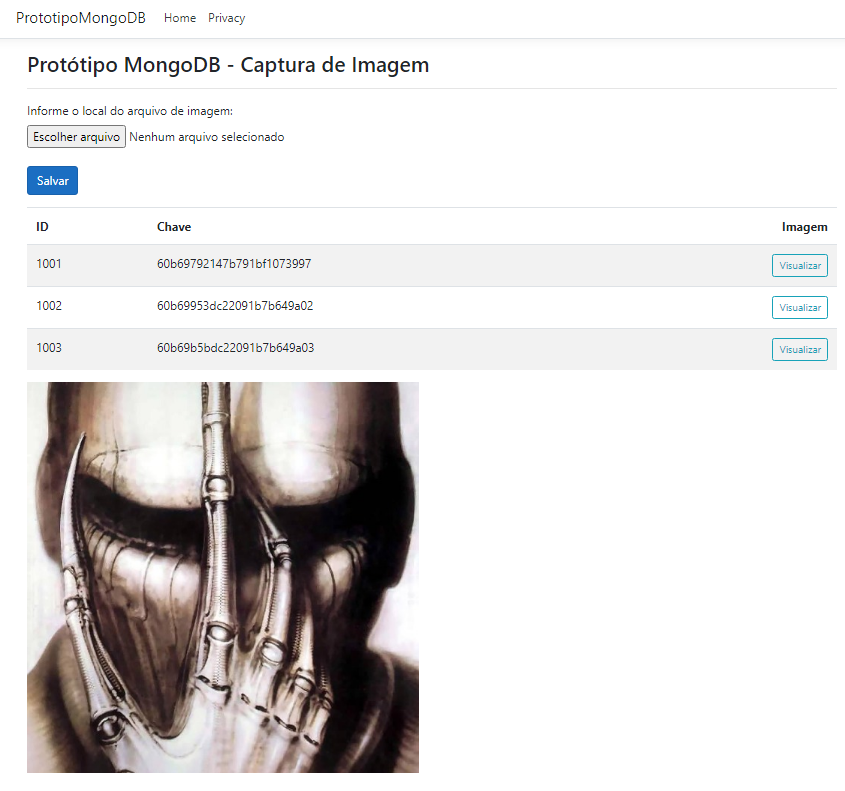 PrototipoMongoDB Home Privacy
Protótipo MongoDB - Captura de Imagem
Informe o local do arquivo de imagem:
Escolher arquivo Nenhum arquivo selecionado
Salvar
ID Chave Imagem
1001 60b69792147b791bf1073997 Visualizar
1002 60b69953dc22091b7b649a02 Visualizar
1003 60b69b5bdc22091b7b649a03 Visualizar